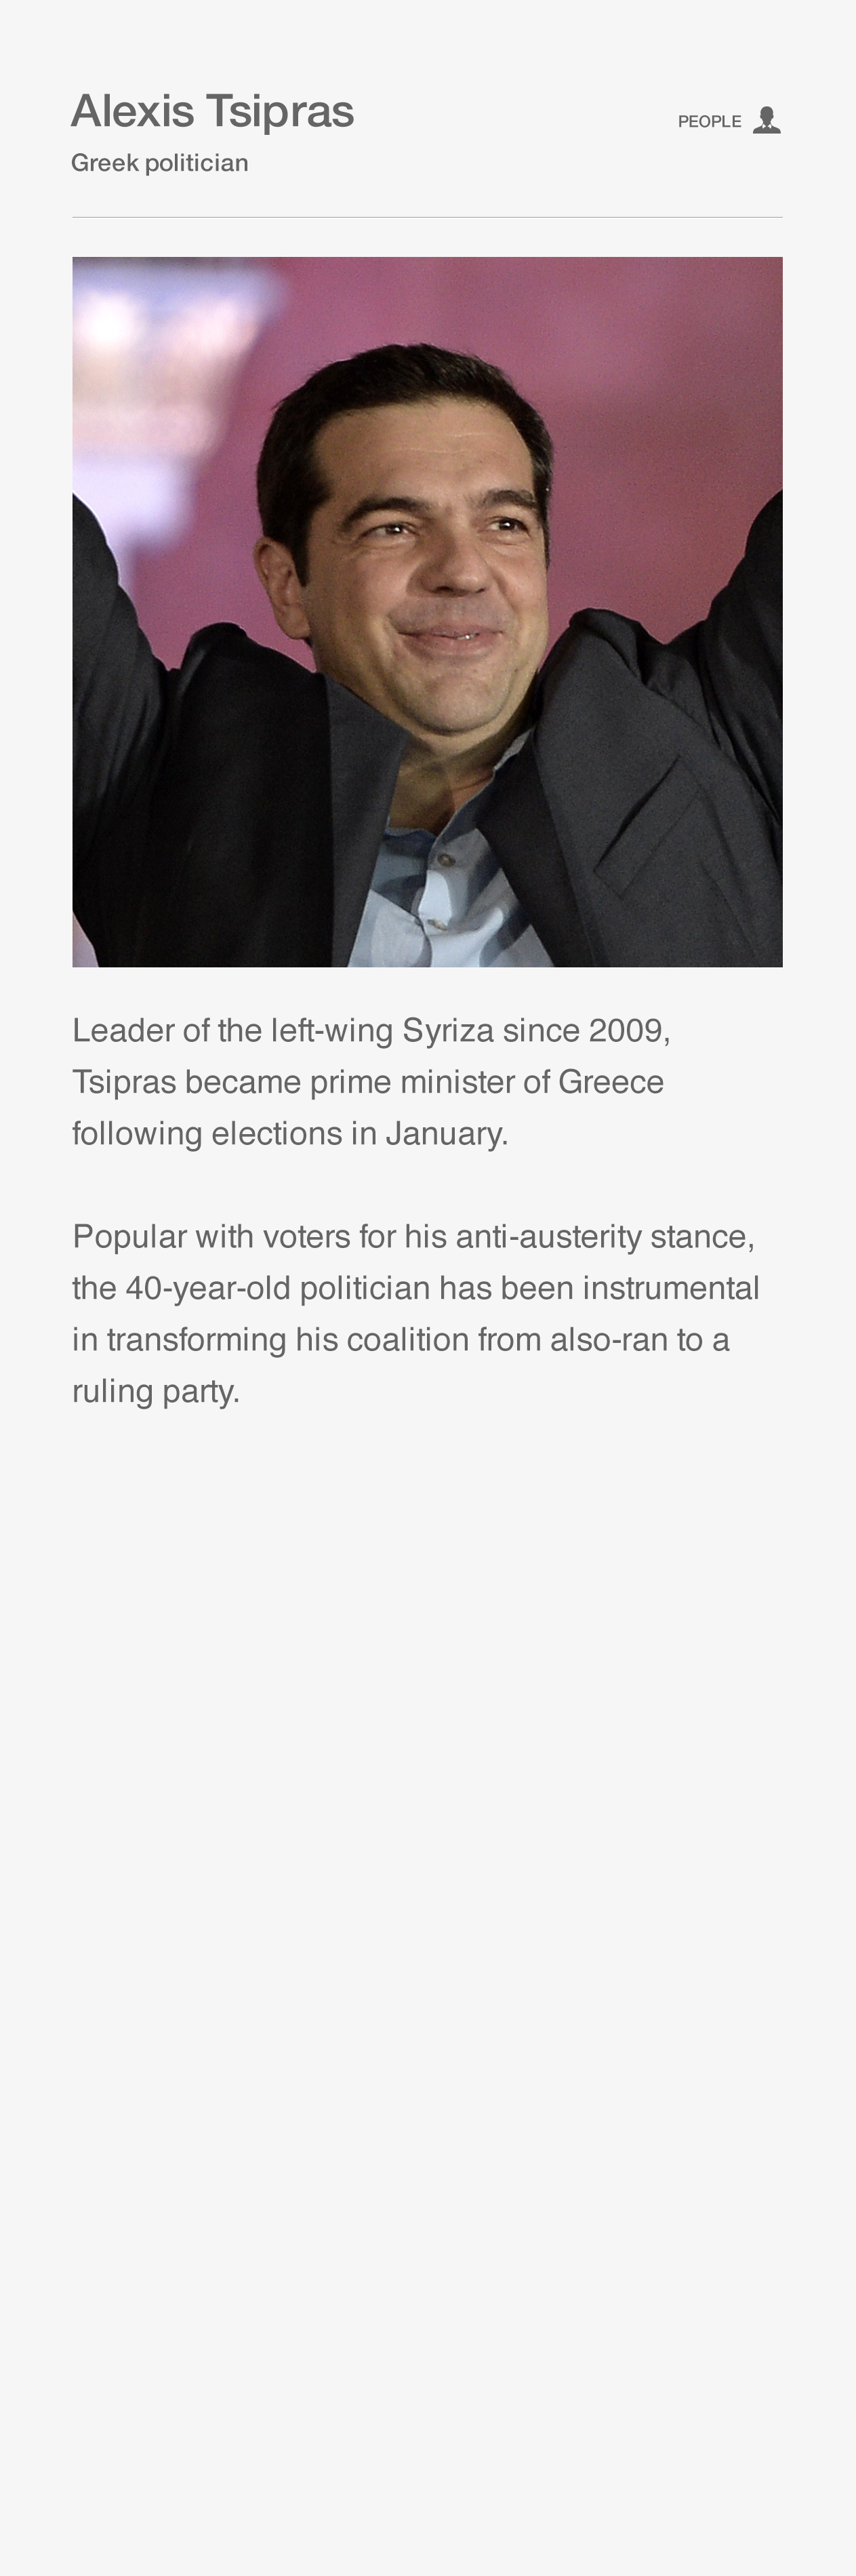 Alexis Tsipras
PEOPLE
Greek politician
Leader of the left-wing Syriza since 2009,
Tsipras became prime minister of Greece
following elections in January.
Popular with voters for his anti-austerity stance,
the 40-year-old politician has been instrumental
in transforming his coalition from also-ran to a
ruling party.